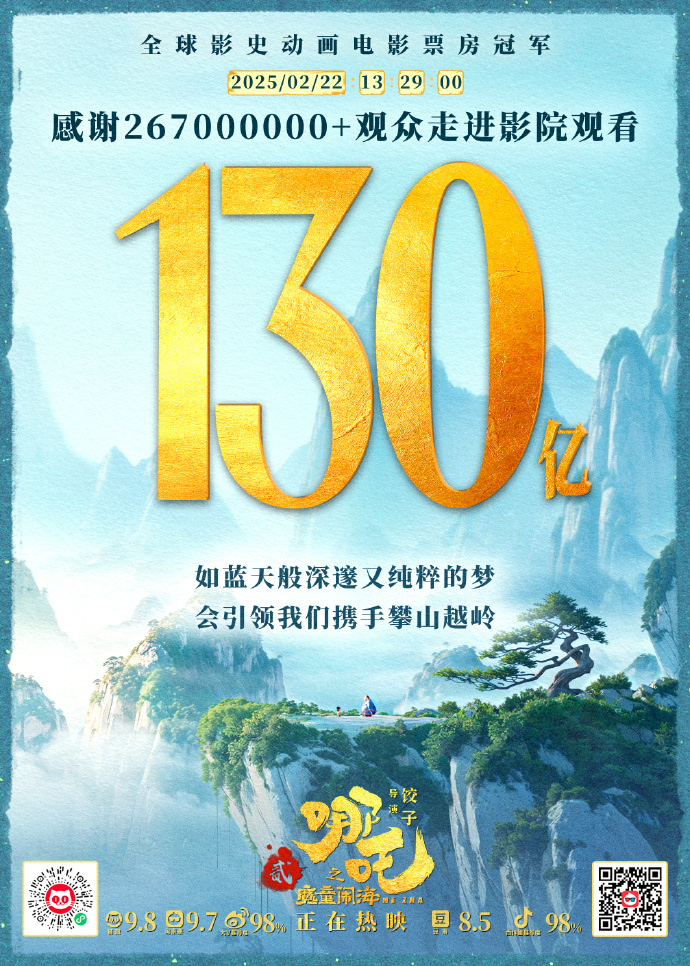 全球影史动画电影票房冠军
2025/02/22 : 13 : 29 : 00
感谢267000000+观众走进影院观看
130亿
如蓝天般深邃又纯粹的梦
会引领我们携手攀山越岭
导演
饺子
哪吒
之
贰
魔童闹海
NE ZHA
9.8
9.7
98%
正在热映
豆
8.5
98%